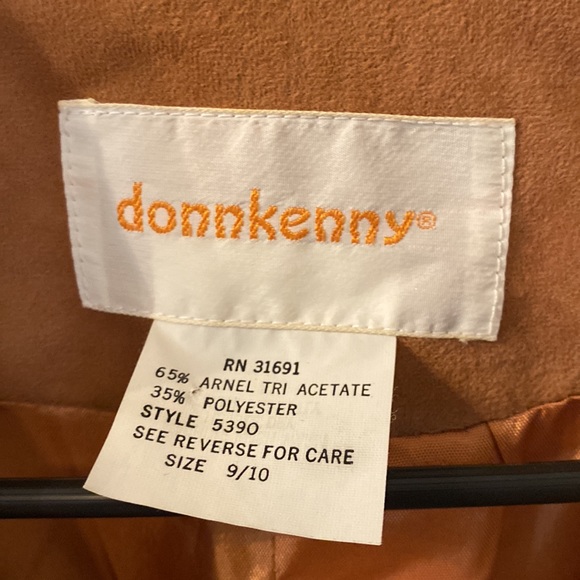 donnkenny®
RN 31691
65% ARNEL TRI ACETATE
35% POLYESTER
STYLE 5390
SEE REVERSE FOR CARE
SIZE 9/10